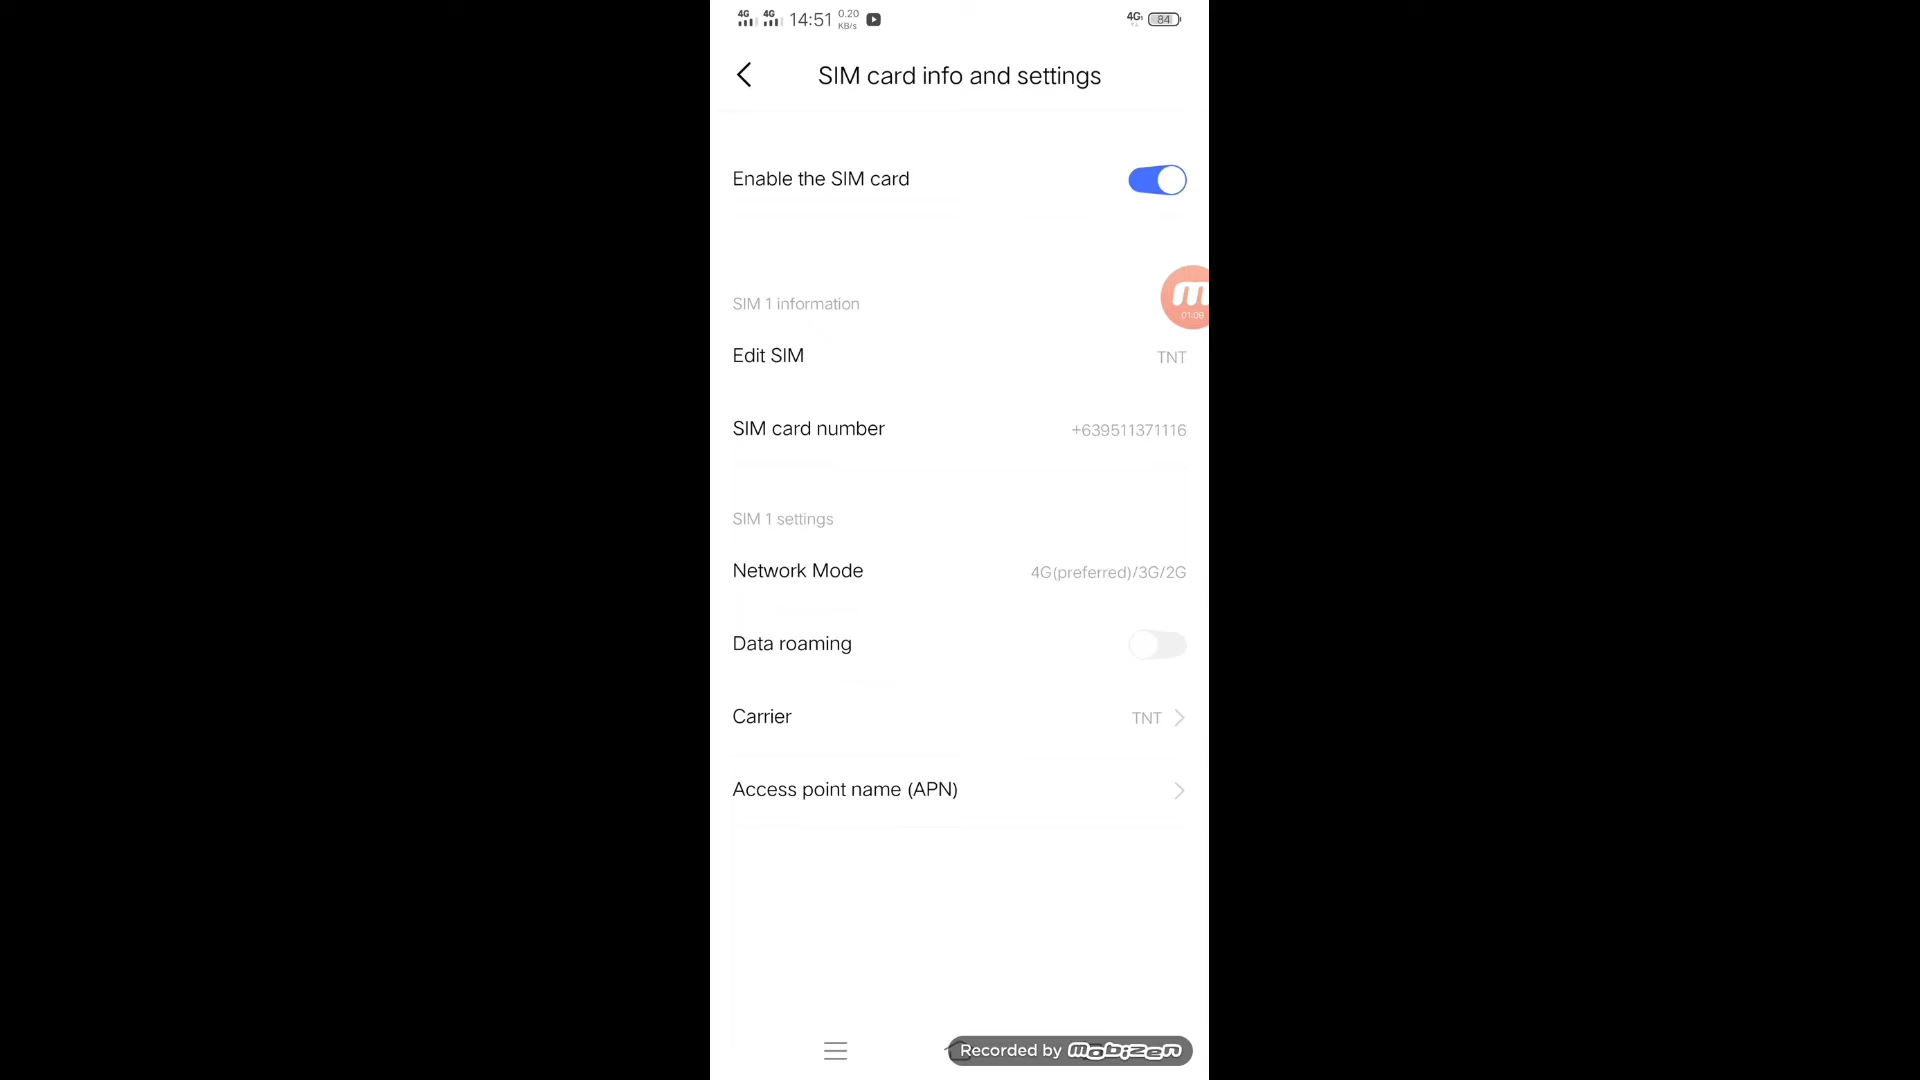 4G 4G 14:51 0.20 KB/s 4G 84
SIM card info and settings
Enable the SIM card
SIM 1 information
m
01:08
Edit SIM TNT
SIM card number +639511371116
SIM 1 settings
Network Mode 4G(preferred)/3G/2G
Data roaming
Carrier TNT
Access point name (APN)
Recorded by mobizen